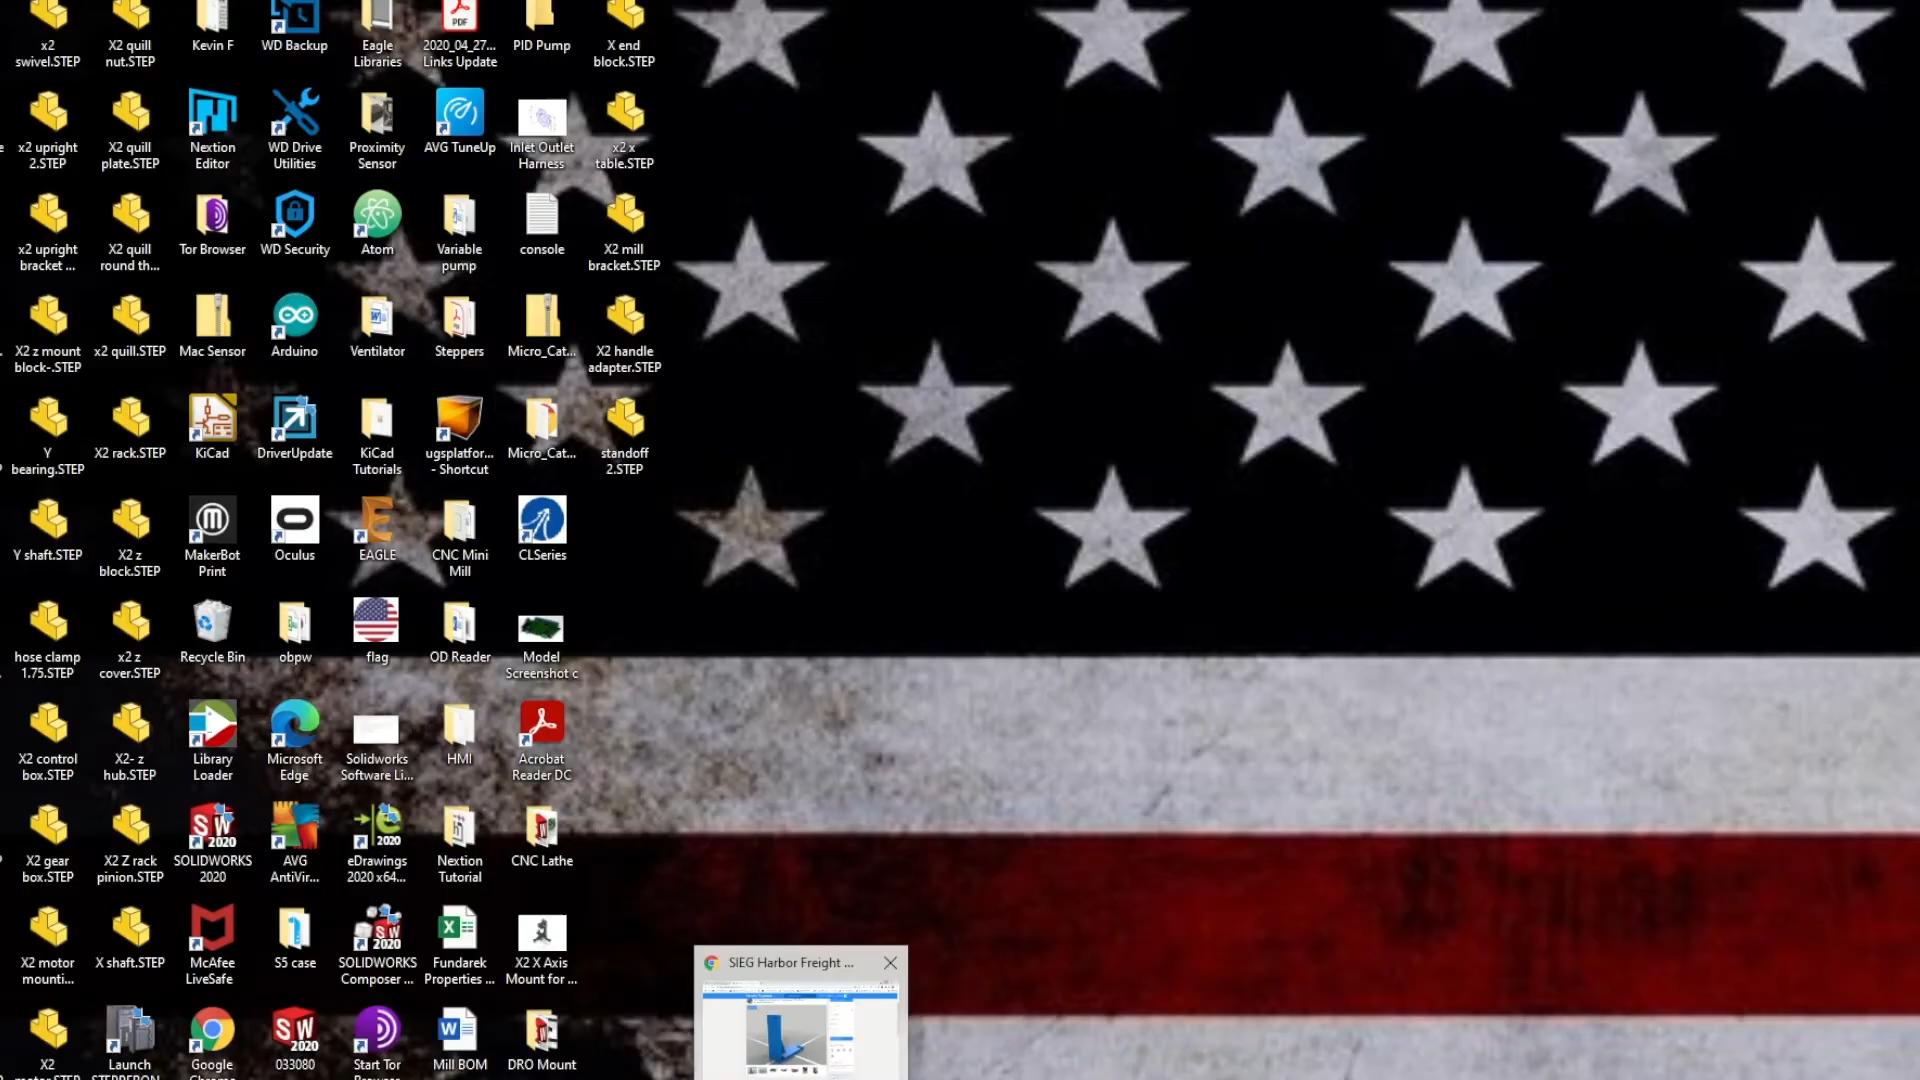 x2
swivel.STEP
X2 quill
nut.STEP
Kevin F
WD Backup
Eagle
Libraries
PDF
2020_04_27...
Links Update
PID Pump
X end
block.STEP
x2 upright
2.STEP
X2 quill
plate.STEP
Nextion
Editor
WD Drive
Utilities
Proximity
Sensor
AVG TuneUp
Inlet Outlet
Harness
x2 x
table.STEP
x2 upright
bracket ...
X2 quill
round th...
Tor Browser
WD Security
Atom
Variable
pump
console
X2 mill
bracket.STEP
X2 z mount
block-.STEP
x2 quill.STEP
Mac Sensor
Arduino
Ventilator
Steppers
Micro_Cat...
X2 handle
adapter.STEP
Y
bearing.STEP
X2 rack.STEP
KiCad
DriverUpdate
KiCad
Tutorials
ugsplatfor...
- Shortcut
Micro_Cat...
standoff
2.STEP
Y shaft.STEP
X2 z
block.STEP
MakerBot
Print
Oculus
EAGLE
CNC Mini
Mill
CLSeries
hose clamp
1.75.STEP
x2 z
cover.STEP
Recycle Bin
obpw
flag
OD Reader
Model
Screenshot c
X2 control
box.STEP
X2- z
hub.STEP
Library
Loader
Microsoft
Edge
Solidworks
Software Li...
HMI
Acrobat
Reader DC
X2 gear
box.STEP
X2 Z rack
pinion.STEP
SW
2020
SOLIDWORKS
2020
AVG
AntiVir...
2020
eDrawings
2020 x64...
Nextion
Tutorial
CNC Lathe
X2 motor
mounti...
X shaft.STEP
McAfee
LiveSafe
S5 case
SW
2020
SOLIDWORKS
Composer ...
Fundarek
Properties ...
X2 X Axis
Mount for ...
SIEG Harbor Freight ...
X2
Launch
Google
SW
2020
033080
Start Tor
Mill BOM
DRO Mount